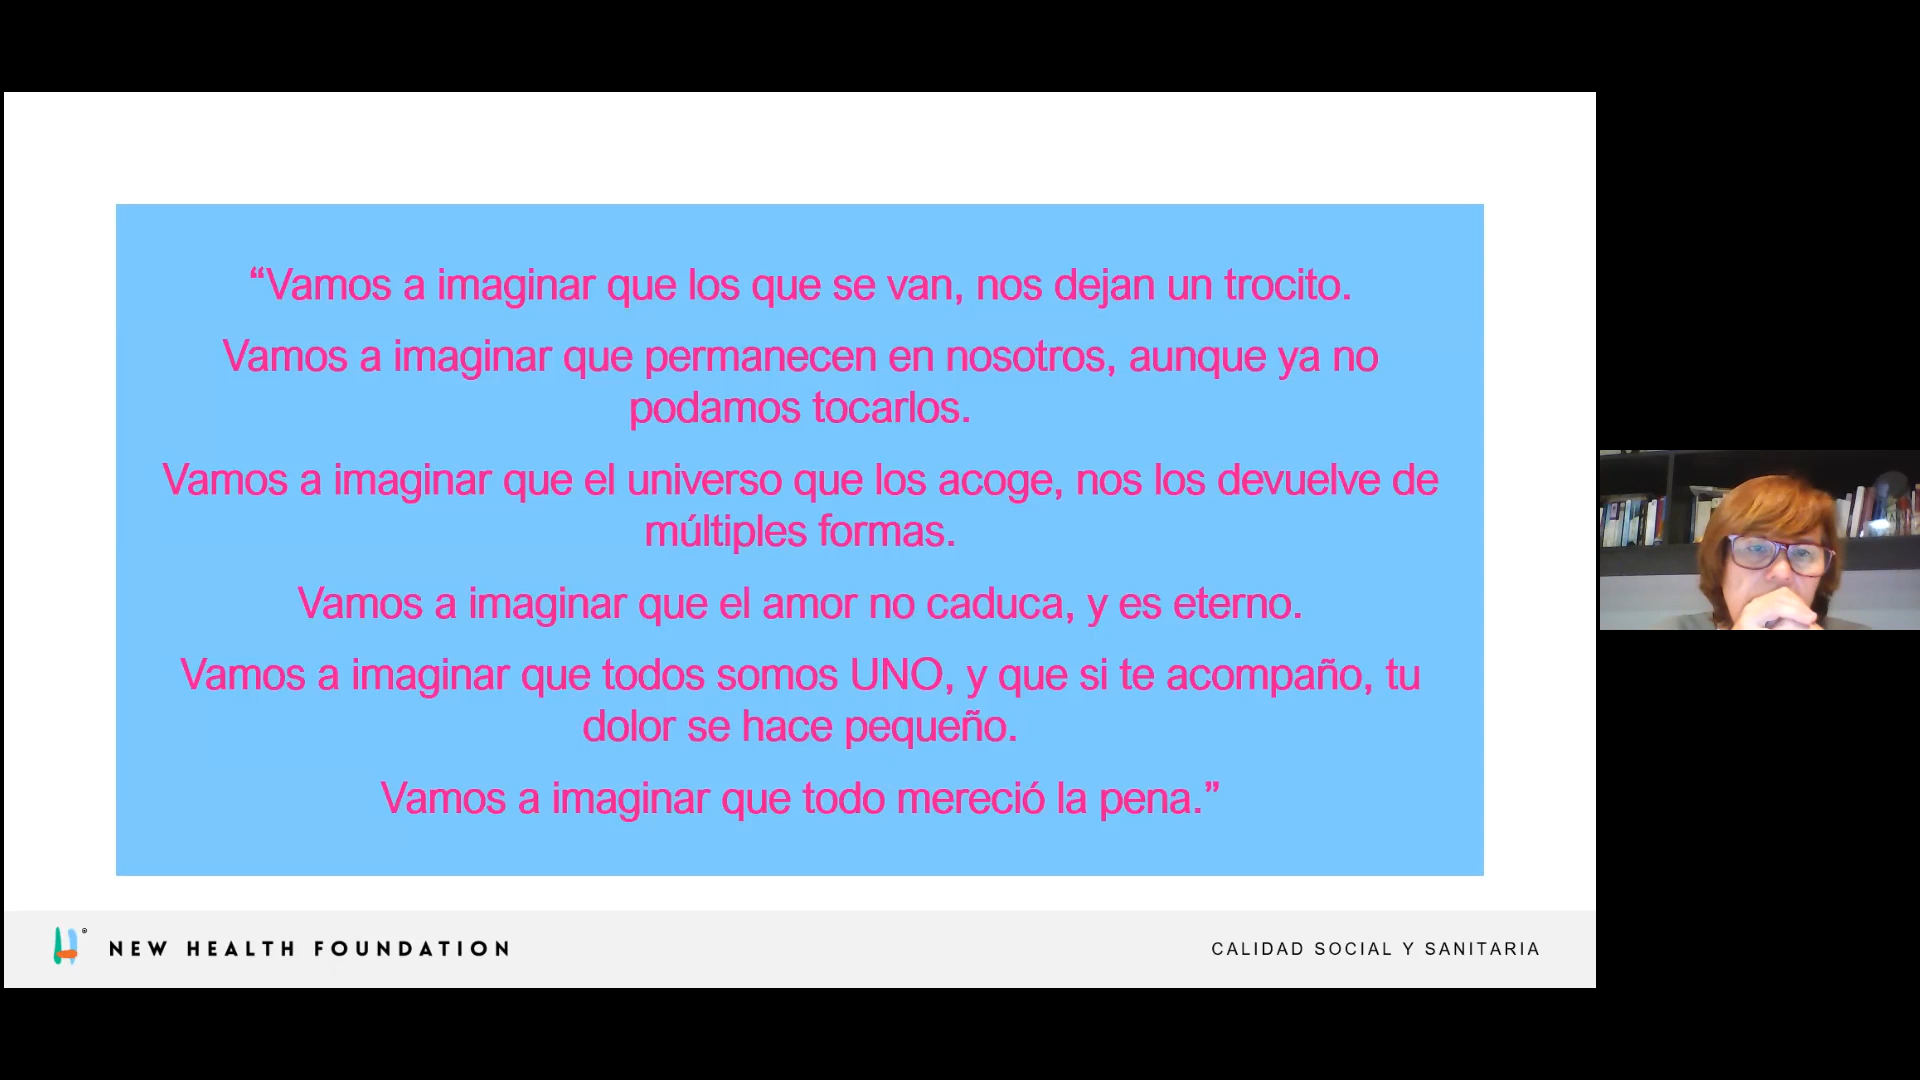 “Vamos a imaginar que los que se van, nos dejan un trocito.
Vamos a imaginar que permanecen en nosotros, aunque ya no
podamos tocarlos.
Vamos a imaginar que el universo que los acoge, nos los devuelve de
múltiples formas.
Vamos a imaginar que el amor no caduca, y es eterno.
Vamos a imaginar que todos somos UNO, y que si te acompaño, tu
dolor se hace pequeño.
Vamos a imaginar que todo mereció la pena.”
® NEW HEALTH FOUNDATION
CALIDAD SOCIAL Y SANITARIA